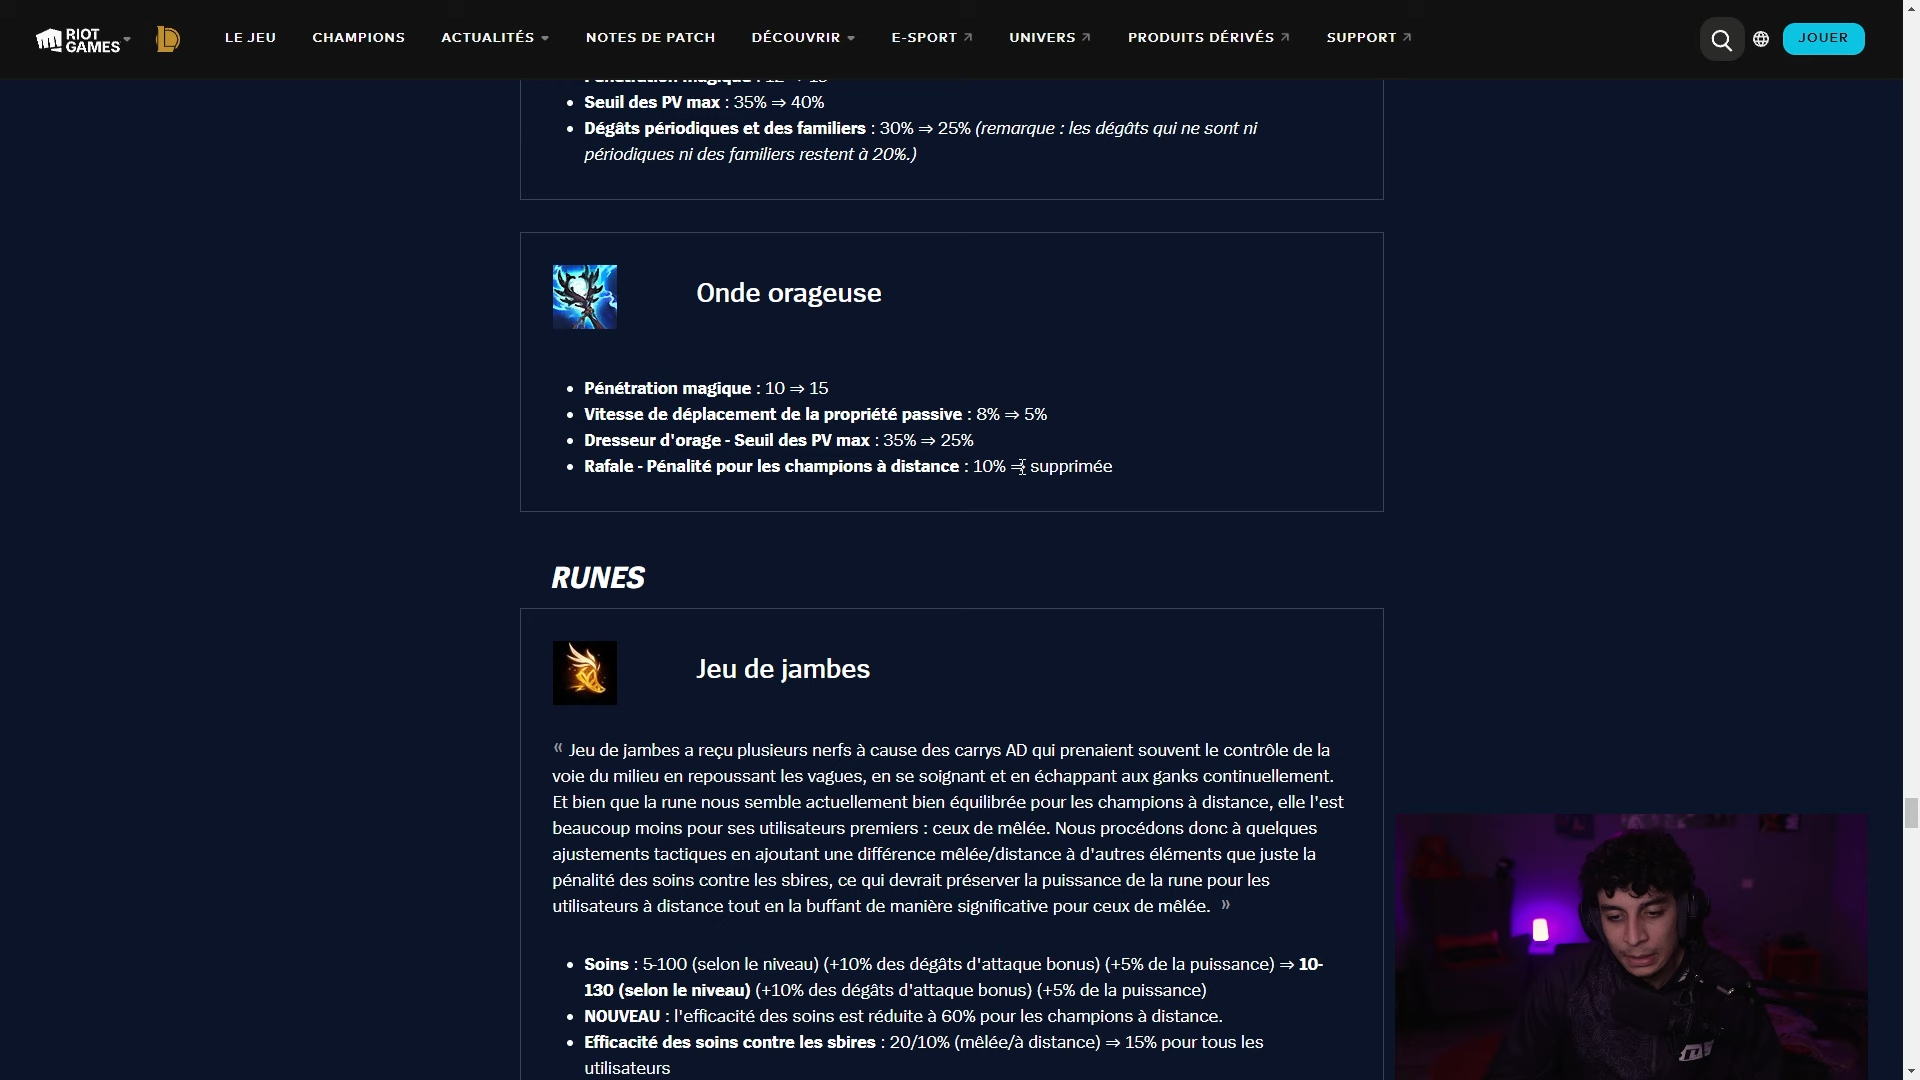 RIOT GAMES
LE JEU
CHAMPIONS
ACTUALITÉS
NOTES DE PATCH
DÉCOUVRIR
E-SPORT
UNIVERS
PRODUITS DÉRIVÉS
SUPPORT
JOUER
• Seuil des PV max : 35% ⇒ 40%
• Dégâts périodiques et des familiers : 30% ⇒ 25% (remarque : les dégâts qui ne sont ni
périodiques ni des familiers restent à 20%.)
Onde orageuse
• Pénétration magique : 10 ⇒ 15
• Vitesse de déplacement de la propriété passive : 8% ⇒ 5%
• Dresseur d'orage - Seuil des PV max : 35% ⇒ 25%
• Rafale - Pénalité pour les champions à distance : 10% ⇒ supprimée
RUNES
Jeu de jambes
« Jeu de jambes a reçu plusieurs nerfs à cause des carrys AD qui prenaient souvent le contrôle de la
voie du milieu en repoussant les vagues, en se soignant et en échappant aux ganks continuellement.
Et bien que la rune nous semble actuellement bien équilibrée pour les champions à distance, elle l'est
beaucoup moins pour ses utilisateurs premiers : ceux de mêlée. Nous procédons donc à quelques
ajustements tactiques en ajoutant une différence mêlée/distance à d'autres éléments que juste la
pénalité des soins contre les sbires, ce qui devrait préserver la puissance de la rune pour les
utilisateurs à distance tout en la buffant de manière significative pour ceux de mêlée. »
• Soins : 5-100 (selon le niveau) (+10% des dégâts d'attaque bonus) (+5% de la puissance) ⇒ 10-
130 (selon le niveau) (+10% des dégâts d'attaque bonus) (+5% de la puissance)
• NOUVEAU : l'efficacité des soins est réduite à 60% pour les champions à distance.
• Efficacité des soins contre les sbires : 20/10% (mêlée/à distance) ⇒ 15% pour tous les
utilisateurs